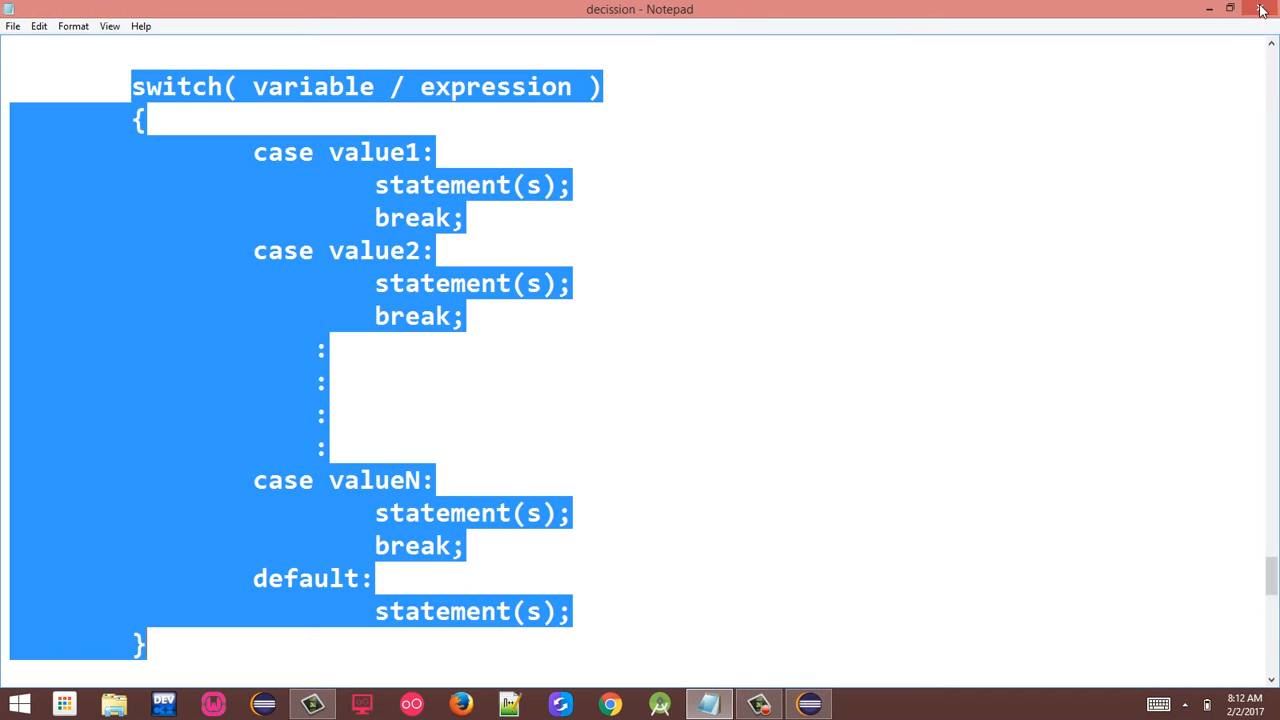 decission - Notepad
File Edit Format View Help
switch( variable / expression )
{
case value1:
statement(s);
break;
case value2:
statement(s);
break;
:
:
:
:
case valueN:
statement(s);
break;
default:
statement(s);
}
DEV
8:12 AM
2/2/2017